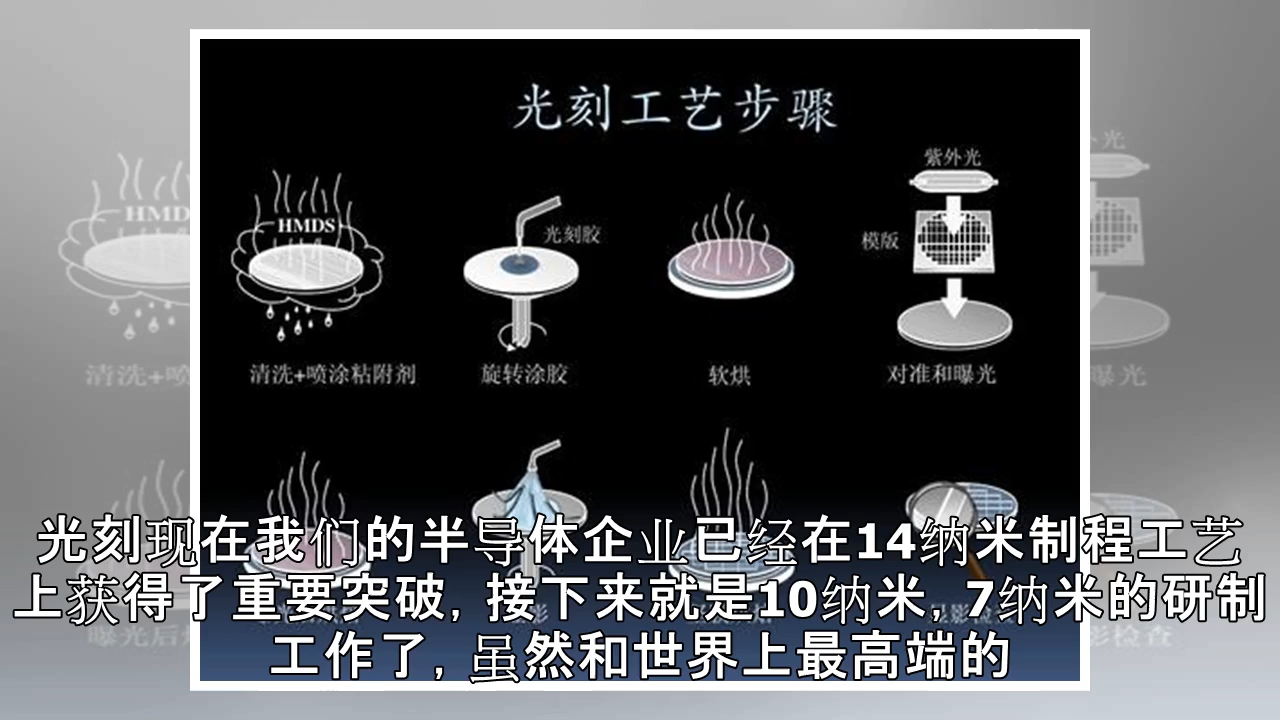 光刻工艺步骤
紫外光
HMDS
HMDS
光刻胶
模版
清洗+喷涂粘附剂
旋转涂胶
软烘
对准和曝光
光刻现在我们的半导体企业已经在14纳米制程工艺
上获得了重要突破, 接下来就是10纳米, 7纳米的研制
工作了, 虽然和世界上最高端的